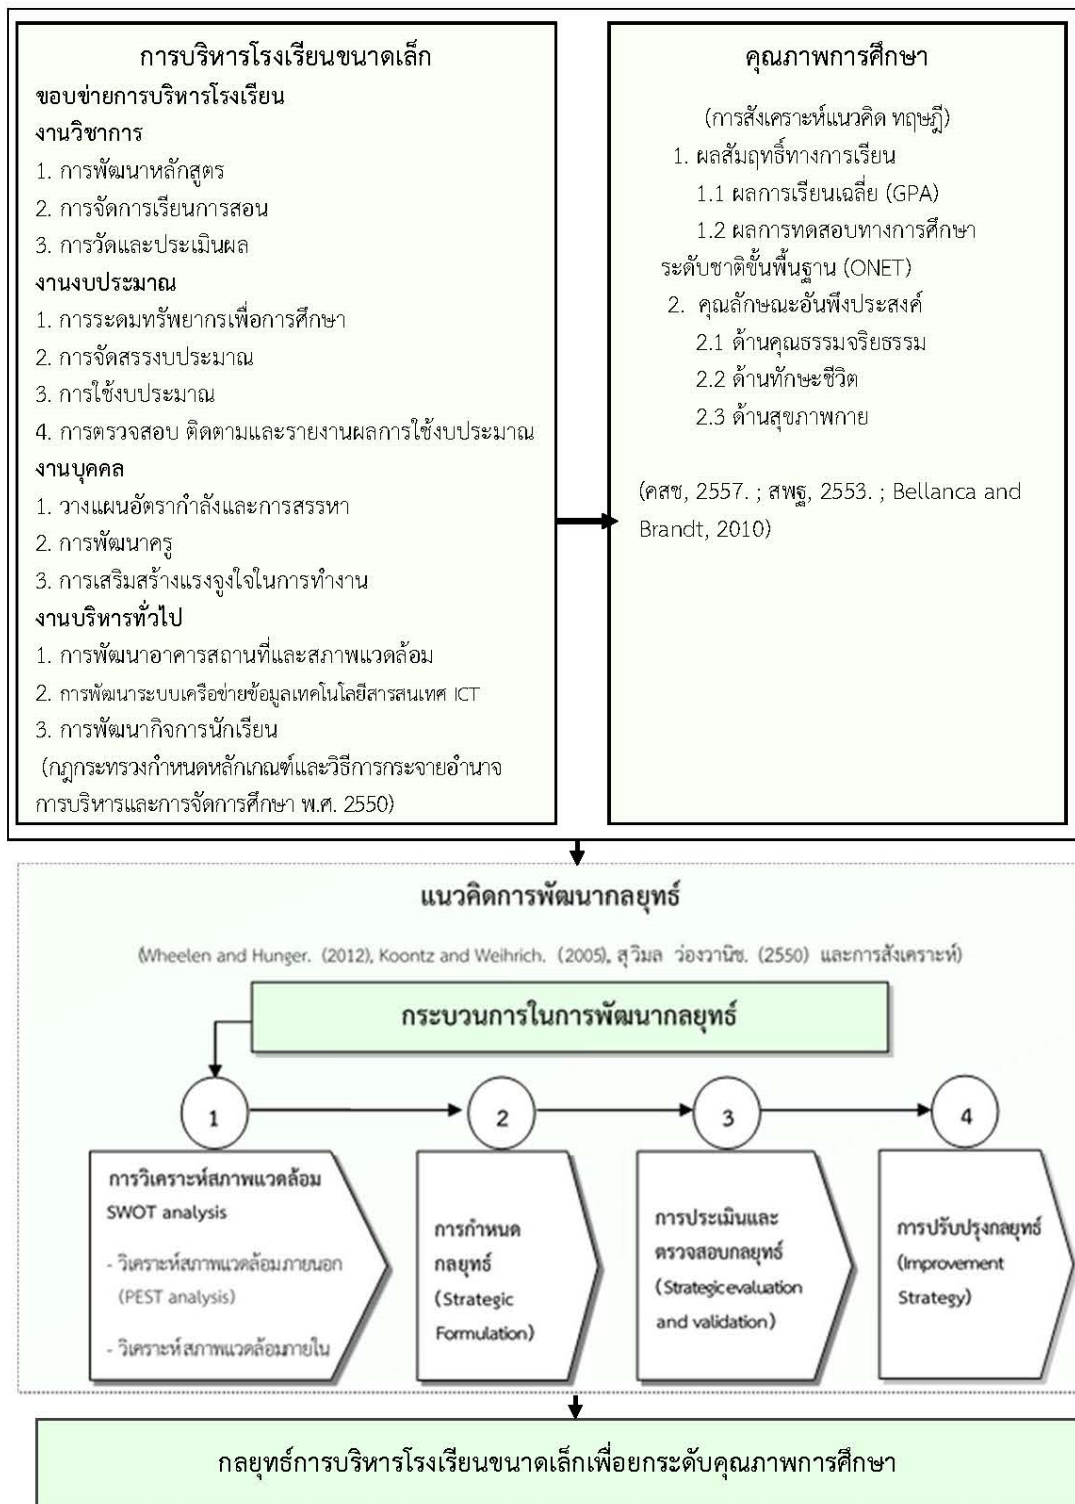 การบริหารโรงเรียนขนาดเล็ก
ขอบข่ายการบริหารโรงเรียน
งานวิชาการ
1. การพัฒนาหลักสูตร
2. การจัดการเรียนการสอน
3. การวัดและประเมินผล
งานงบประมาณ
1. การระดมทรัพยากรเพื่อการศึกษา
2. การจัดสรรงบประมาณ
3. การใช้งบประมาณ
4. การตรวจสอบ ติดตามและรายงานผลการใช้งบประมาณ
งานบุคคล
1. วางแผนอัตรากำลังและการสรรหา
2. การพัฒนาครู
3. การเสริมสร้างแรงจูงใจในการทำงาน
งานบริหารทั่วไป
1. การพัฒนาอาคารสถานที่และสภาพแวดล้อม
2. การพัฒนาระบบเครือข่ายข้อมูลเทคโนโลยีสารสนเทศ ICT
3. การพัฒนากิจการนักเรียน
(กฎกระทรวงกำหนดหลักเกณฑ์และวิธีการกระจายอำนาจ
การบริหารและการจัดการศึกษา พ.ศ. 2550)
คุณภาพการศึกษา
(การสังเคราะห์แนวคิด ทฤษฎี)
1. ผลสัมฤทธิ์ทางการเรียน
1.1 ผลการเรียนเฉลี่ย (GPA)
1.2 ผลการทดสอบทางการศึกษา
ระดับชาติขั้นพื้นฐาน (ONET)
2. คุณลักษณะอันพึงประสงค์
2.1 ด้านคุณธรรมจริยธรรม
2.2 ด้านทักษะชีวิต
2.3 ด้านสุขภาพกาย
(คสช, 2557. ; สพฐ, 2553. ; Bellanca and
Brandt, 2010)
แนวคิดการพัฒนากลยุทธ์
(Wheelen and Hunger. (2012), Koontz and Weihrich. (2005), สุวิมล ว่องวานิช. (2550) และการสังเคราะห์)
กระบวนการในการพัฒนากลยุทธ์
1
การวิเคราะห์สภาพแวดล้อม
SWOT analysis
- วิเคราะห์สภาพแวดล้อมภายนอก
(PEST analysis)
- วิเคราะห์สภาพแวดล้อมภายใน
2
การกำหนด
กลยุทธ์
(Strategic
Formulation)
3
การประเมินและ
ตรวจสอบกลยุทธ์
(Strategic evaluation
and validation)
4
การปรับปรุงกลยุทธ์
(Improvement
Strategy)
กลยุทธ์การบริหารโรงเรียนขนาดเล็กเพื่อยกระดับคุณภาพการศึกษา